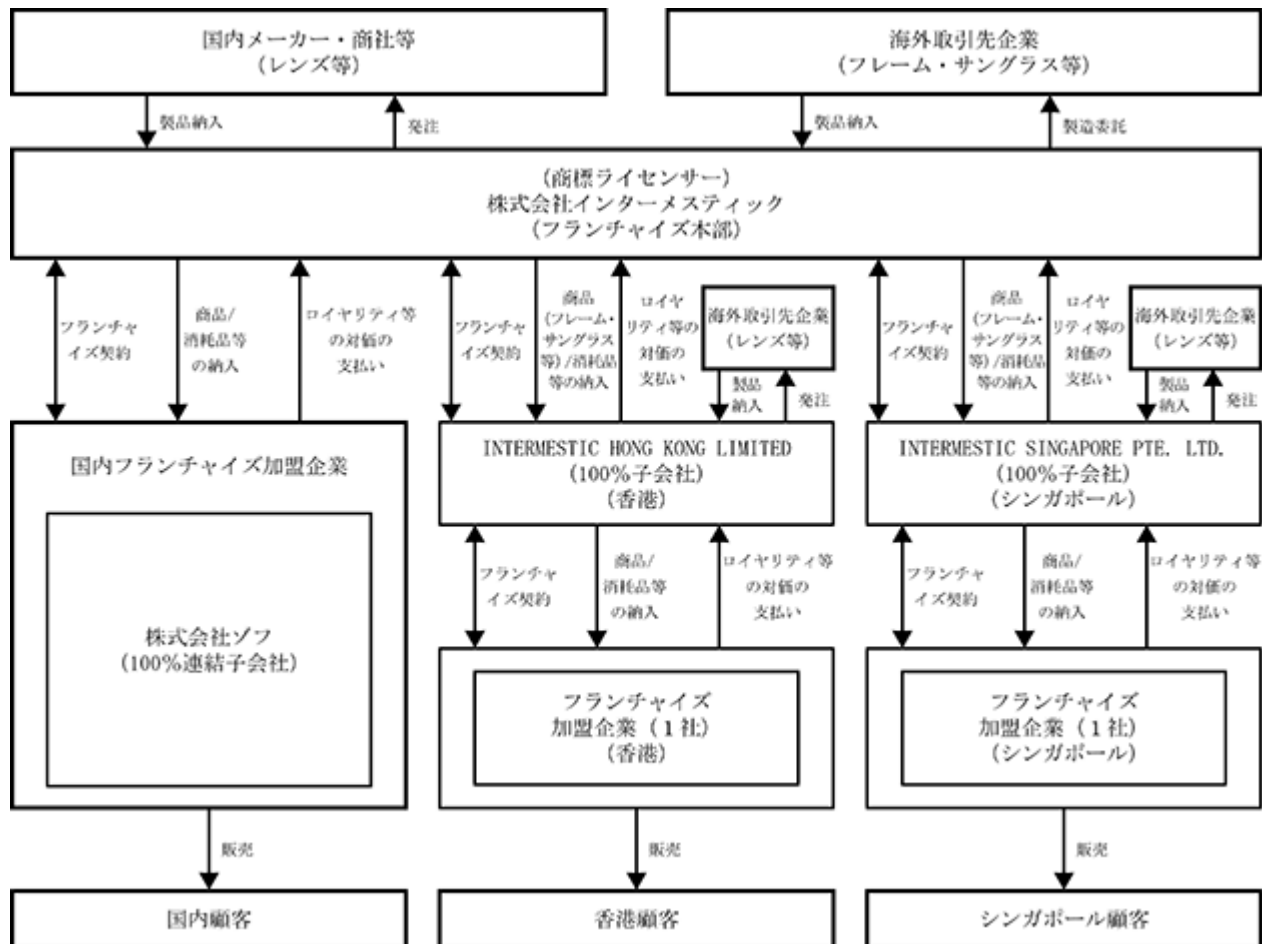 国内メーカー・商社等
(レンズ等)
海外取引先企業
(フレーム・サングラス等)
製品納入
発注
製品納入
製造委託
(商標ライセンサー)
株式会社インターメスティック
(フランチャイズ本部)
フランチャ
イズ契約
商品/
消耗品等
の納入
ロイヤリティ等
の対価の
支払い
フランチャ
イズ契約
商品
(フレーム・
サングラス
等)/消耗品
等の納入
ロイヤ
リティ等の
対価の
支払い
海外取引先企業
(レンズ等)
製品
納入
発注
フランチャ
イズ契約
商品
(フレーム・
サングラス
等)/消耗品
等の納入
ロイヤ
リティ等の
対価の
支払い
海外取引先企業
(レンズ等)
製品
納入
発注
国内フランチャイズ加盟企業
株式会社ゾフ
(100%連結子会社)
INTERMESTIC HONG KONG LIMITED
(100%子会社)
(香港)
INTERMESTIC SINGAPORE PTE. LTD.
(100%子会社)
(シンガポール)
フランチャ
イズ契約
商品/
消耗品等
の納入
ロイヤリティ等
の対価の
支払い
フランチャ
イズ契約
商品/
消耗品等
の納入
ロイヤリティ等
の対価の
支払い
フランチャイズ
加盟企業(1社)
(香港)
フランチャイズ
加盟企業(1社)
(シンガポール)
販売
販売
販売
国内顧客
香港顧客
シンガポール顧客